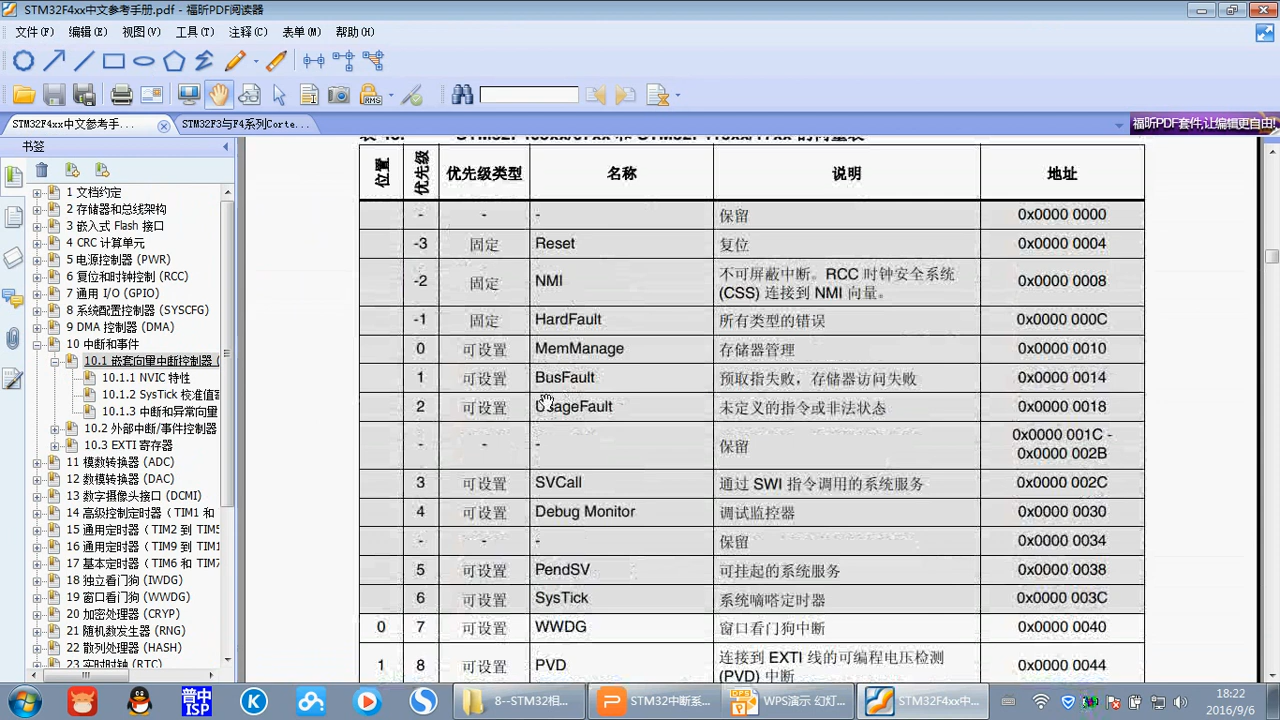 STM32F4xx中文参考手册.pdf - 福昕PDF阅读器
文件(F) 编辑(E) 视图(V) 工具(T) 注释(C) 表单(M) 帮助(H)
STM32F4xx中文参考手... STM32F3与F4系列Corte...
福昕PDF套件,让编辑更自由!
书签
1 文档约定
2 存储器和总线架构
3 嵌入式 Flash 接口
4 CRC 计算单元
5 电源控制器 (PWR)
6 复位和时钟控制 (RCC)
7 通用 I/O (GPIO)
8 系统配置控制器 (SYSCFG)
9 DMA 控制器 (DMA)
10 中断和事件
10.1 嵌套向量中断控制器 (
10.1.1 NVIC 特性
10.1.2 SysTick 校准值
10.1.3 中断和异常向量
10.2 外部中断/事件控制器
10.3 EXTI 寄存器
11 模数转换器 (ADC)
12 数模转换器 (DAC)
13 数字摄像头接口 (DCMI)
14 高级控制定时器 (TIM1 和
15 通用定时器 (TIM2 到 TIM5
16 通用定时器 (TIM9 到 TIM1
17 基本定时器 (TIM6 和 TIM7
18 独立看门狗 (IWDG)
19 窗口看门狗 (WWDG)
20 加密处理器 (CRYP)
21 随机数发生器 (RNG)
22 散列处理器 (HASH)
23 实时时钟 (RTC)
位置 优先级 优先级类型 名称 说明 地址
- - - 保留 0x0000 0000
-3 固定 Reset 复位 0x0000 0004
-2 固定 NMI 不可屏蔽中断。RCC 时钟安全系统 0x0000 0008
(CSS) 连接到 NMI 向量。
-1 固定 HardFault 所有类型的错误 0x0000 000C
0 可设置 MemManage 存储器管理 0x0000 0010
1 可设置 BusFault 预取指失败，存储器访问失败 0x0000 0014
2 可设置 UsageFault 未定义的指令或非法状态 0x0000 0018
- - - 保留 0x0000 001C -
0x0000 002B
3 可设置 SVCall 通过 SWI 指令调用的系统服务 0x0000 002C
4 可设置 Debug Monitor 调试监控器 0x0000 0030
- - - 保留 0x0000 0034
5 可设置 PendSV 可挂起的系统服务 0x0000 0038
6 可设置 SysTick 系统嘀嗒定时器 0x0000 003C
0 7 可设置 WWDG 窗口看门狗中断 0x0000 0040
1 8 可设置 PVD 连接到 EXTI 线的可编程电压检测 0x0000 0044
(PVD) 中断
普中
ISP
8--STM32相... STM32中断系... WPS演示 幻灯... STM32F4xx中...
18:22
2016/9/6